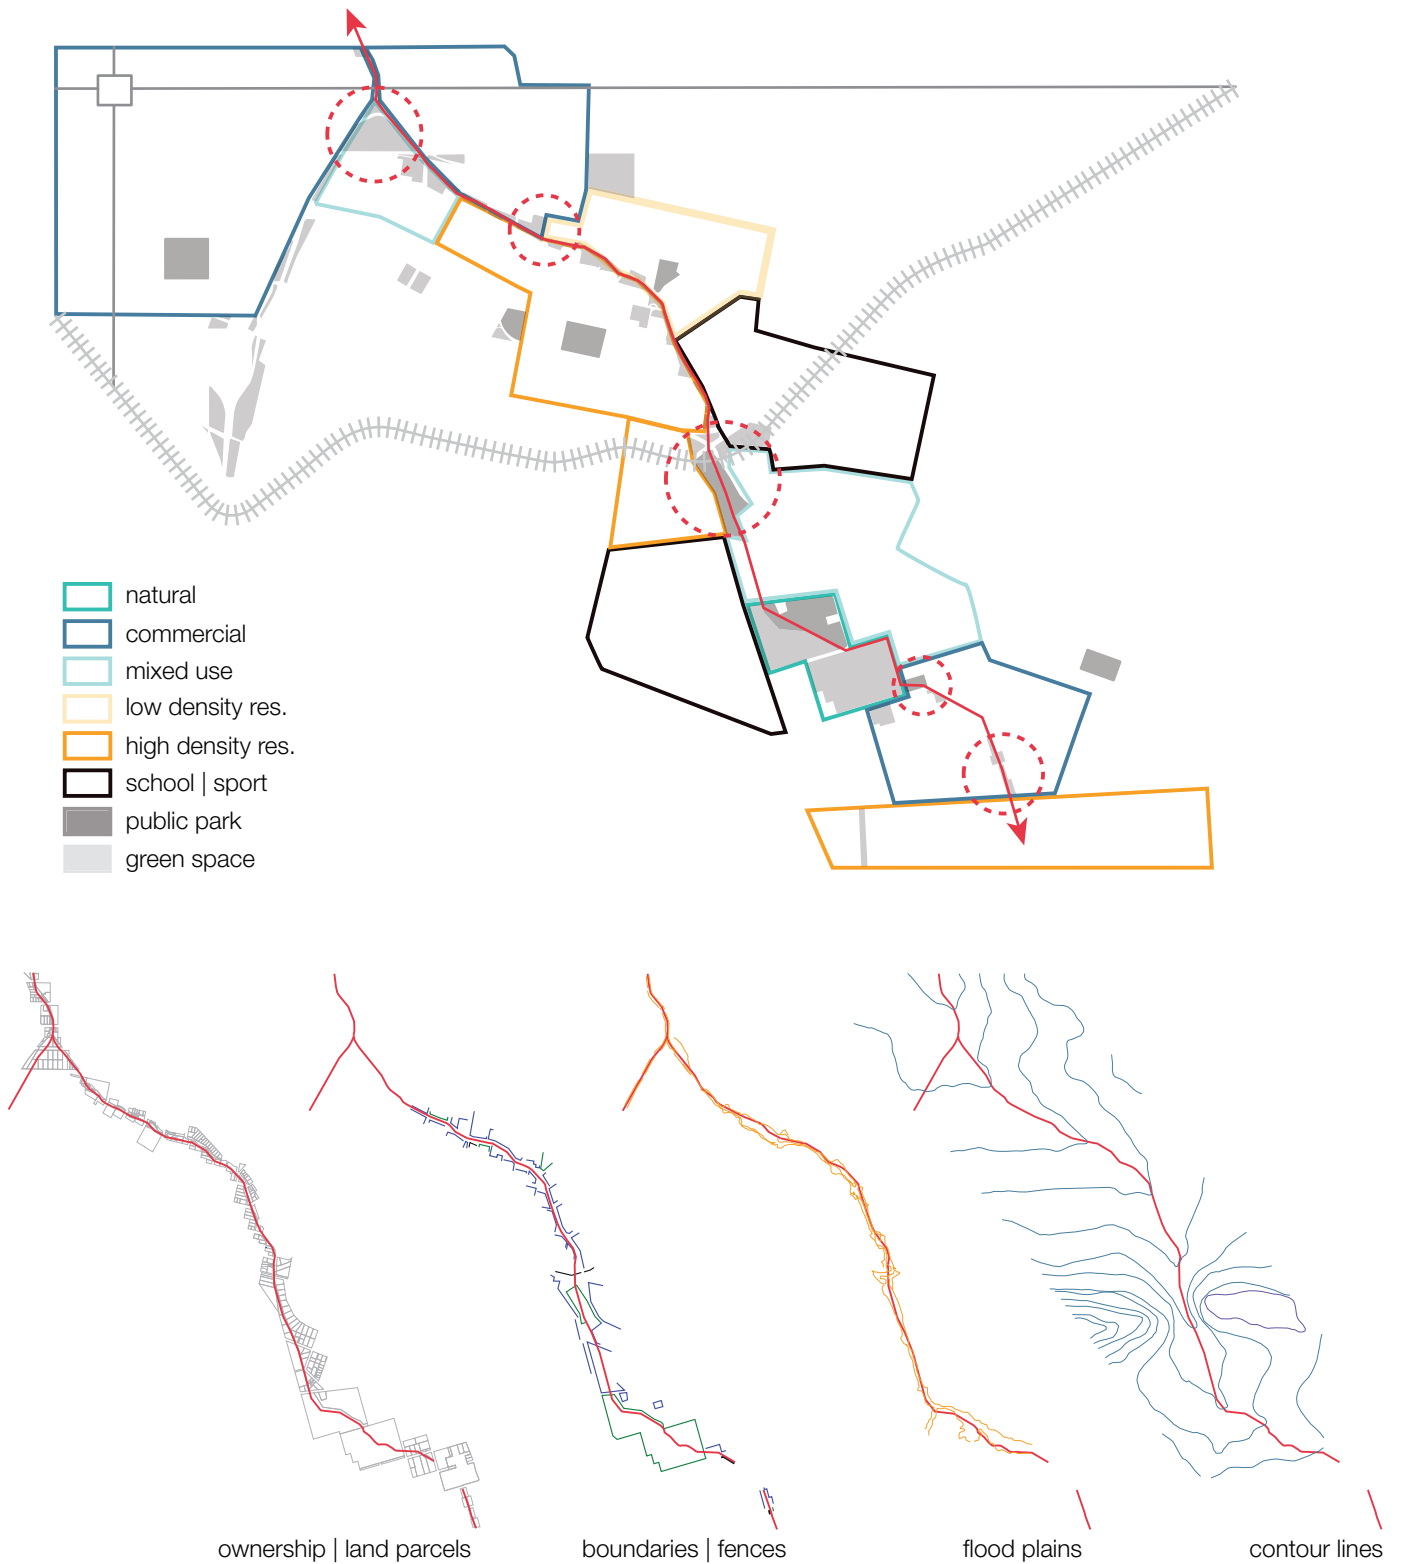 natural
commercial
mixed use
low density res.
high density res.
school | sport
public park
green space
ownership | land parcels
boundaries | fences
flood plains
contour lines